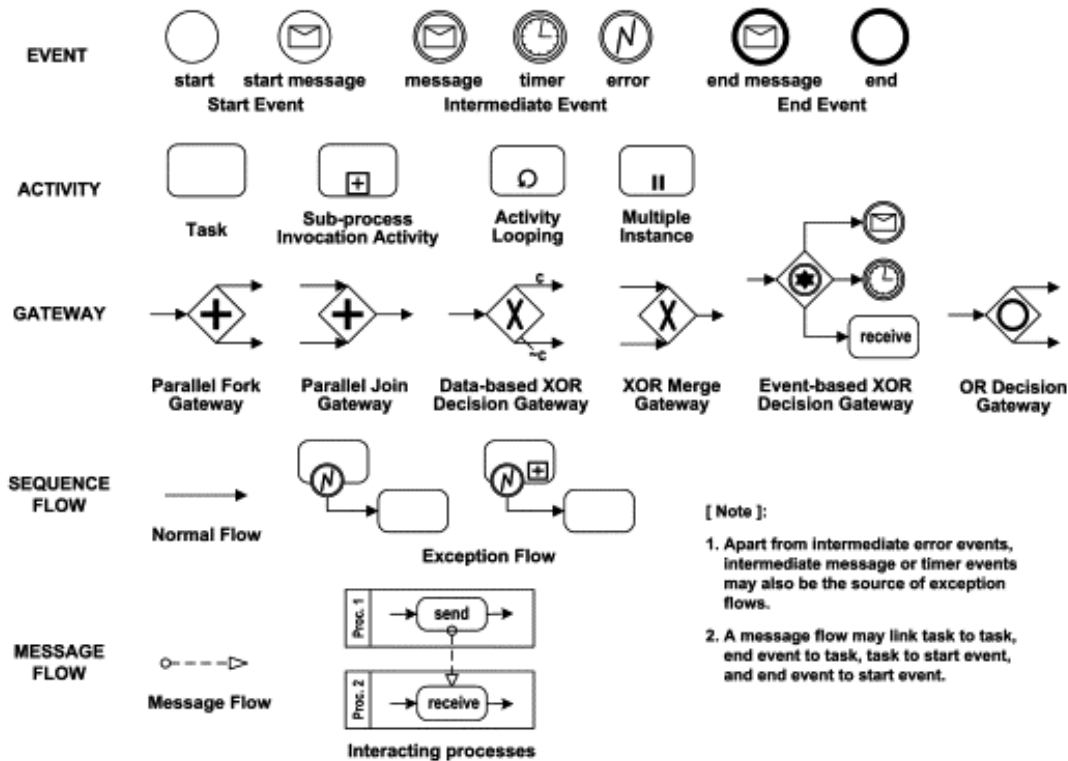 EVENT
start
start message
message
timer
error
end message
end
Start Event
Intermediate Event
End Event
ACTIVITY
Task
Sub-process
Invocation Activity
Activity
Looping
Multiple
Instance
GATEWAY
c
~c
receive
Parallel Fork
Gateway
Parallel Join
Gateway
Data-based XOR
Decision Gateway
XOR Merge
Gateway
Event-based XOR
Decision Gateway
OR Decision
Gateway
SEQUENCE
FLOW
Normal Flow
Exception Flow
[ Note ]:
1. Apart from intermediate error events,
intermediate message or timer events
may also be the source of exception
flows.
2. A message flow may link task to task,
end event to task, task to start event,
and end event to start event.
MESSAGE
FLOW
Message Flow
Proc. 1
send
Proc. 2
receive
Interacting processes